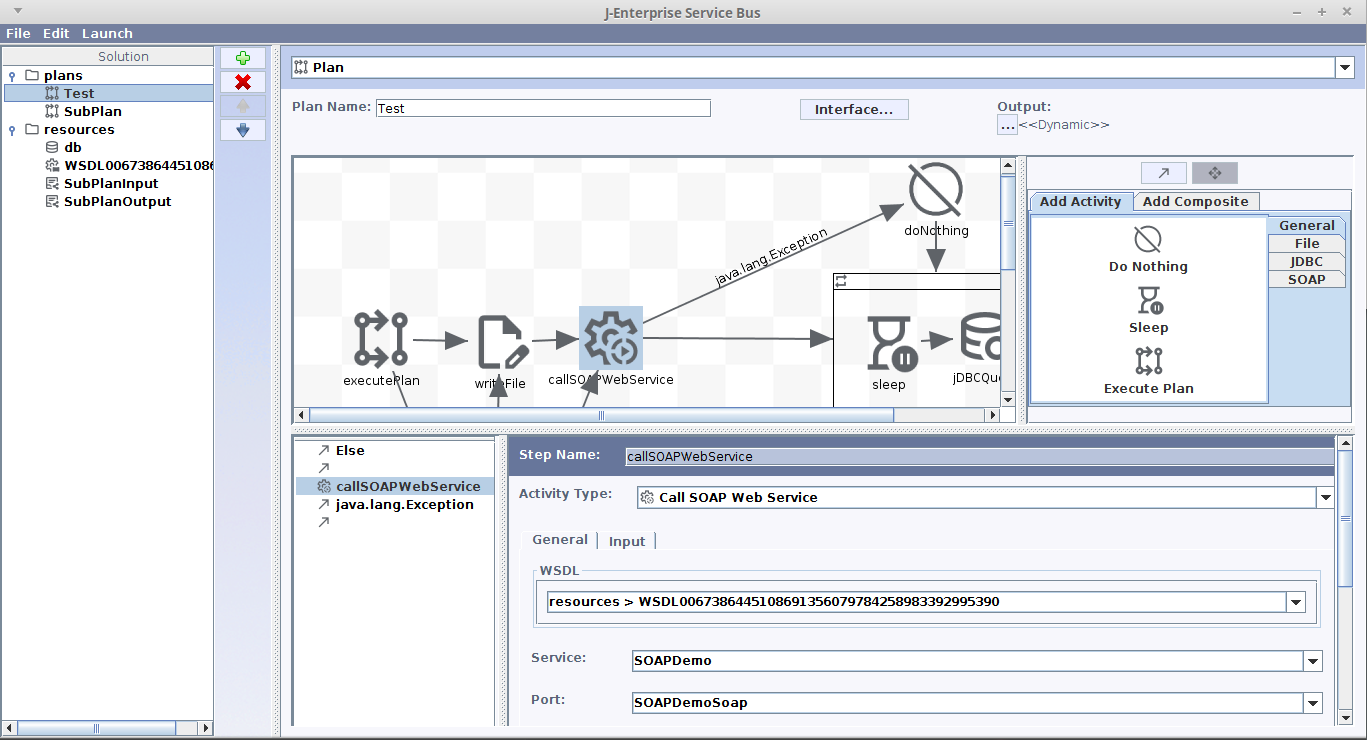 J-Enterprise Service Bus
File Edit Launch
Solution
plans
Test
SubPlan
resources
db
WSDL0067386445108
SubPlanInput
SubPlanOutput
Plan
Plan Name: Test
Interface...
Output:
... <<Dynamic>>
doNothing
java.lang.Exception
executePlan
writeFile
callSOAPWebService
sleep
jDBCQu
Add Activity Add Composite
Do Nothing
Sleep
Execute Plan
General
File
JDBC
SOAP
Else
callSOAPWebService
java.lang.Exception
Step Name: callSOAPWebService
Activity Type: Call SOAP Web Service
General Input
WSDL
resources > WSDL00673864451086913560797842589833929953​90
Service: SOAPDemo
Port: SOAPDemoSoap